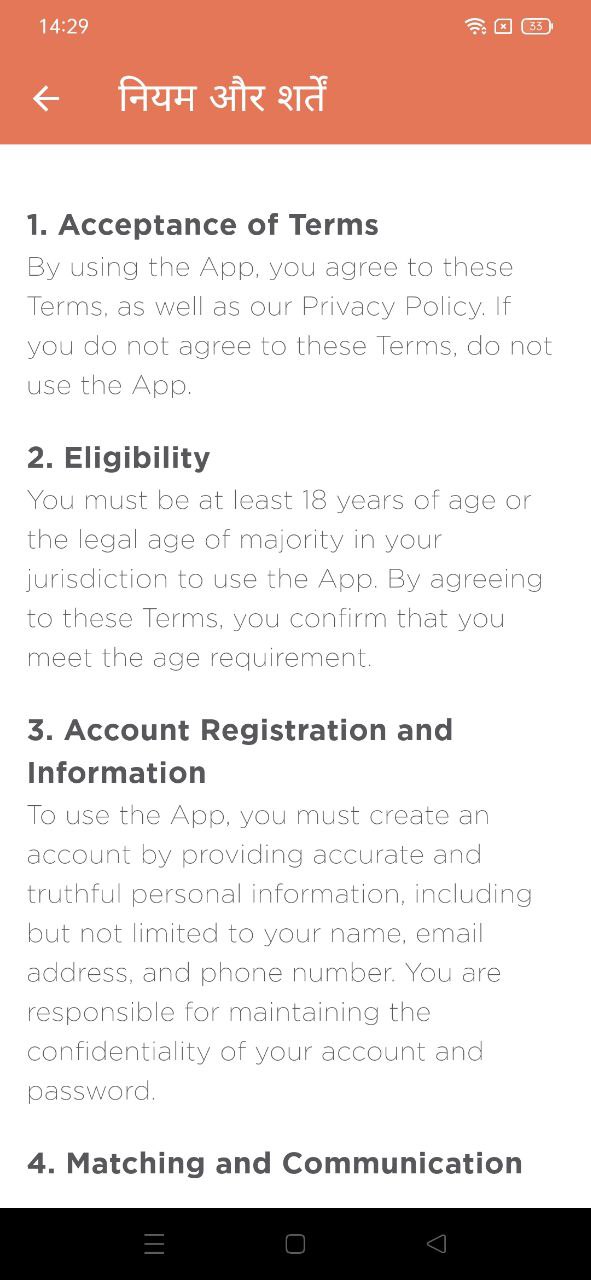 14:29
33
नियम और शर्तें
1. Acceptance of Terms
By using the App, you agree to these
Terms, as well as our Privacy Policy. If
you do not agree to these Terms, do not
use the App.
2. Eligibility
You must be at least 18 years of age or
the legal age of majority in your
jurisdiction to use the App. By agreeing
to these Terms, you confirm that you
meet the age requirement.
3. Account Registration and
Information
To use the App, you must create an
account by providing accurate and
truthful personal information, including
but not limited to your name, email
address, and phone number. You are
responsible for maintaining the
confidentiality of your account and
password.
4. Matching and Communication